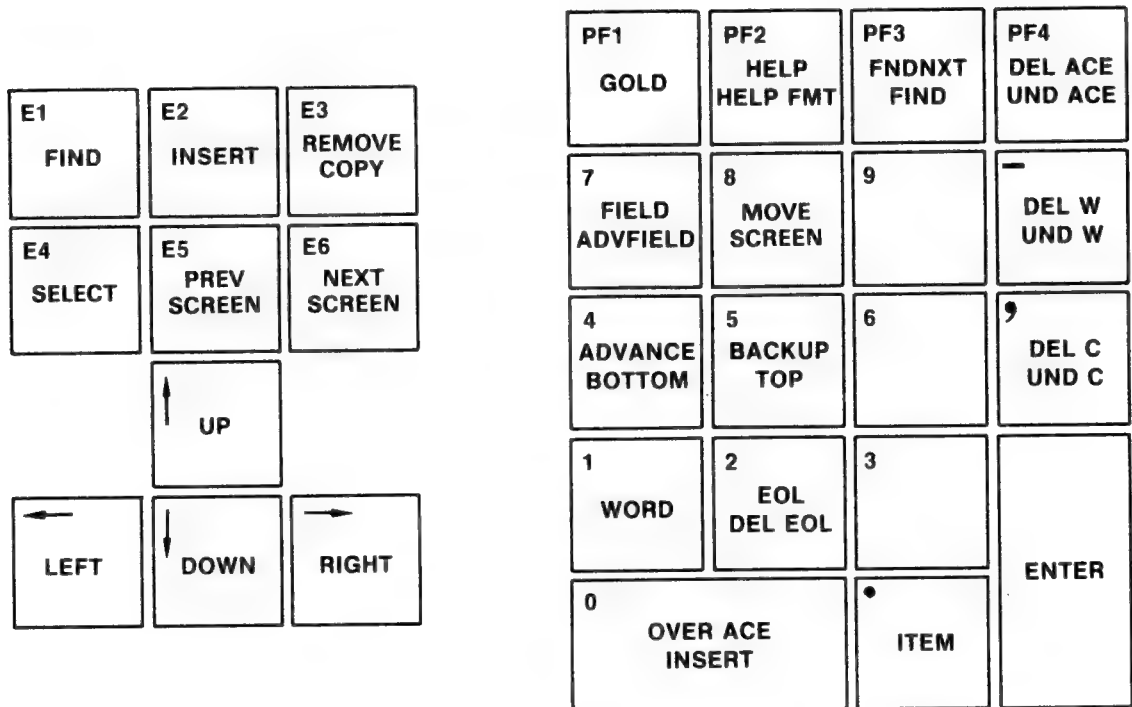 E1
FIND
E2
INSERT
E3
REMOVE
COPY
E4
SELECT
E5
PREV
SCREEN
E6
NEXT
SCREEN
UP
LEFT
DOWN
RIGHT
PF1
GOLD
PF2
HELP
HELP FMT
PF3
FNDNXT
FIND
PF4
DEL ACE
UND ACE
7
FIELD
ADVFIELD
8
MOVE
SCREEN
9
–
DEL W
UND W
4
ADVANCE
BOTTOM
5
BACKUP
TOP
6
,
DEL C
UND C
1
WORD
2
EOL
DEL EOL
3
ENTER
0
OVER ACE
INSERT
.
ITEM